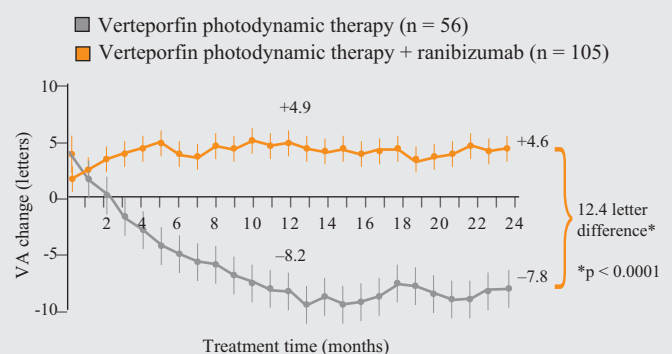 Verteporfin photodynamic therapy (n = 56)
Verteporfin photodynamic therapy + ranibizumab (n = 105)
10
+4.9
5
+4.6
VA change (letters)
0
2 4 6 8 10 12 14 16 18 20 22 24
12.4 letter
difference*
-5
–8.2
*p < 0.0001
–7.8
-10
Treatment time (months)